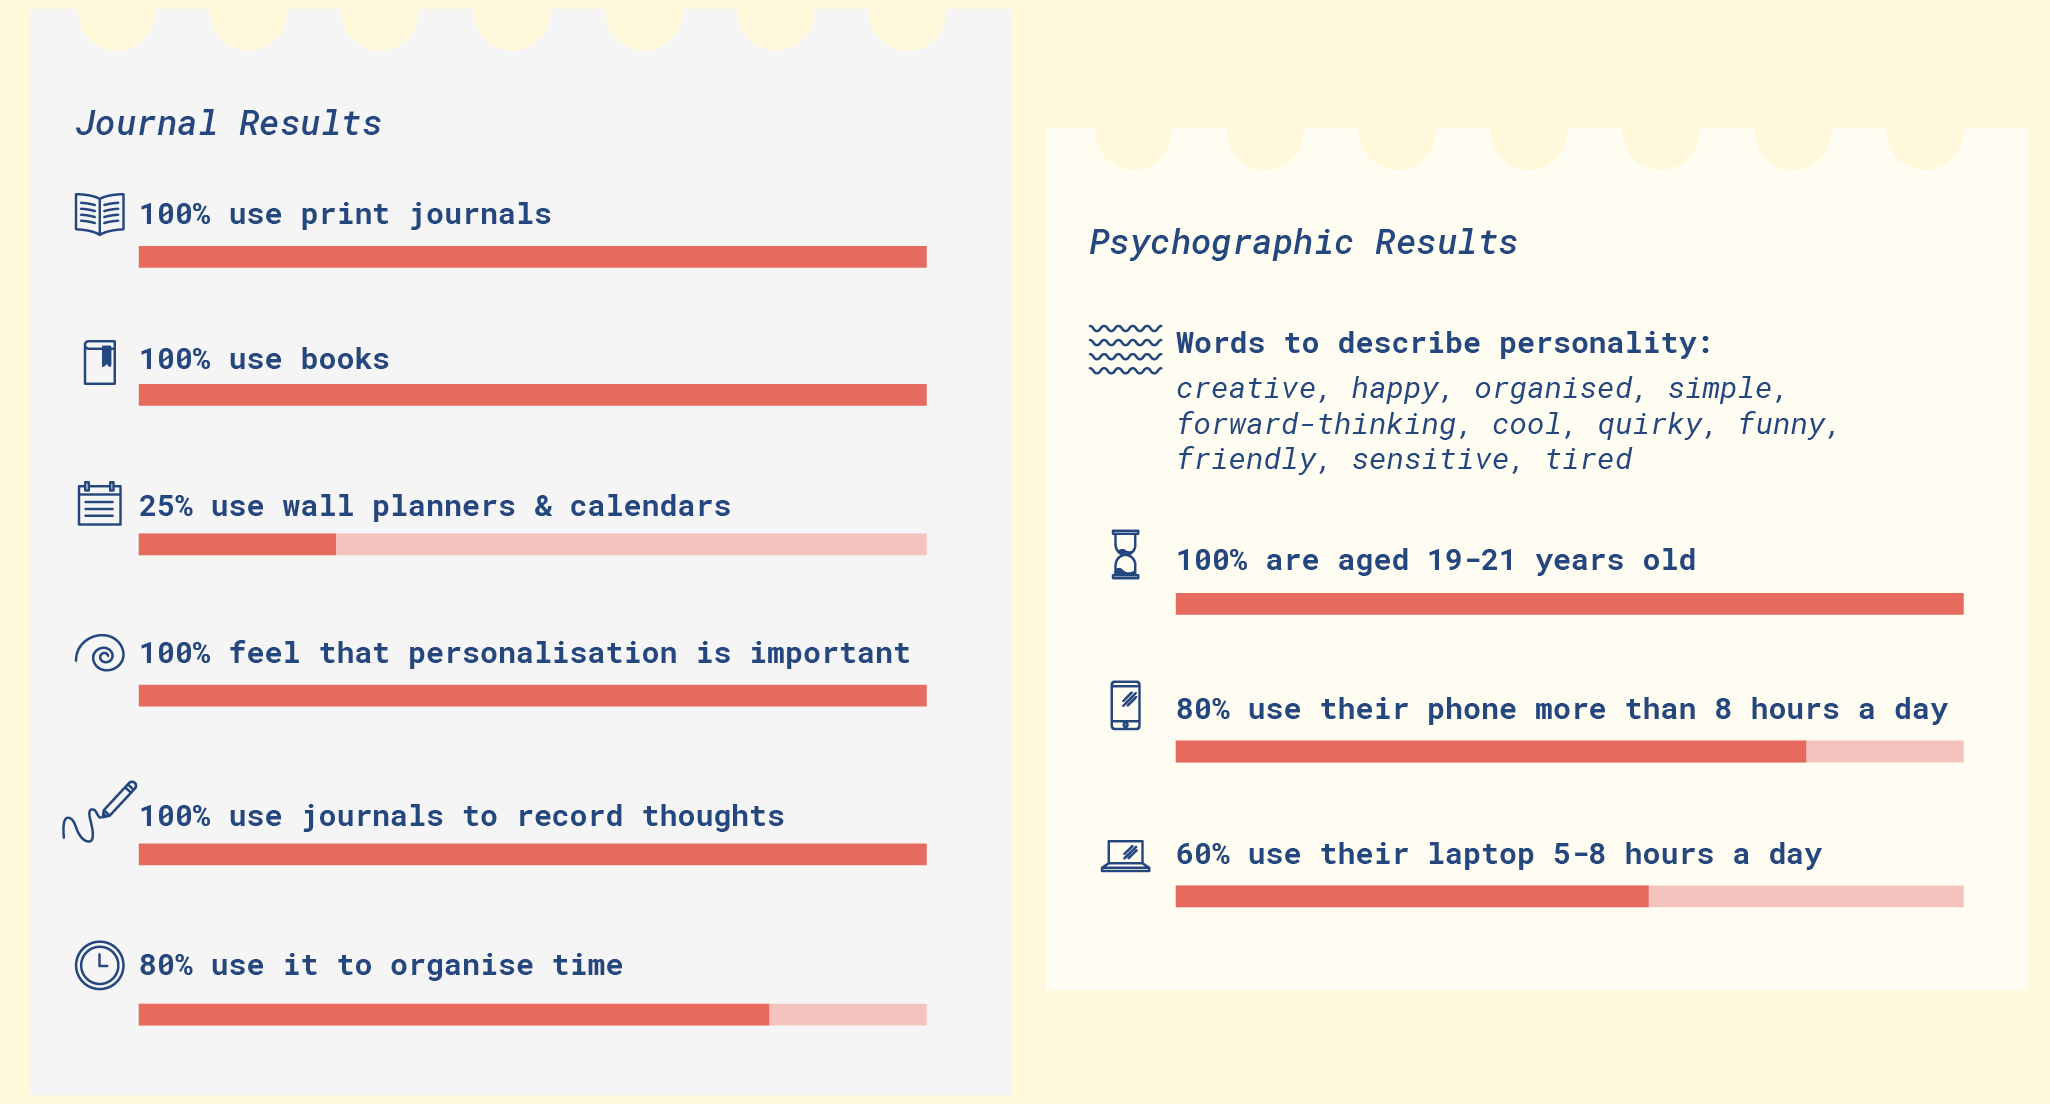 Journal Results
100% use print journals
100% use books
25% use wall planners & calendars
100% feel that personalisation is important
100% use journals to record thoughts
80% use it to organise time
Psychographic Results
Words to describe personality:
creative, happy, organised, simple,
forward-thinking, cool, quirky, funny,
friendly, sensitive, tired
100% are aged 19-21 years old
80% use their phone more than 8 hours a day
60% use their laptop 5-8 hours a day